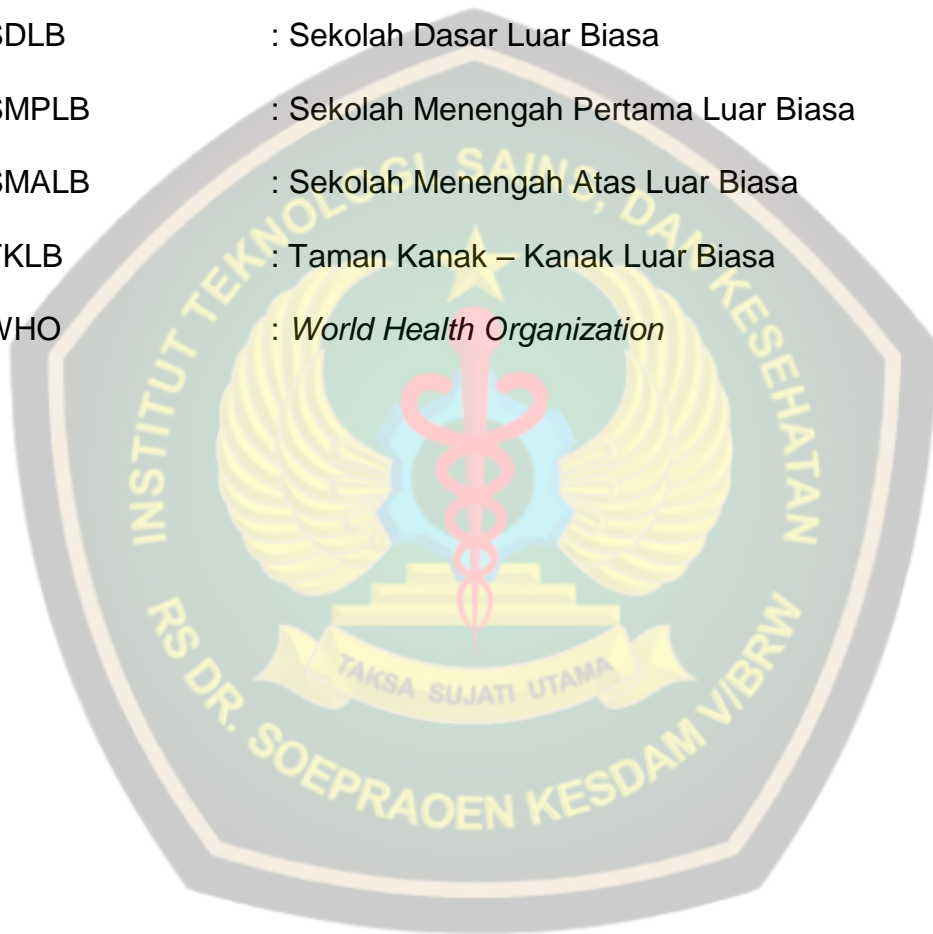 SDLB : Sekolah Dasar Luar Biasa
SMPLB : Sekolah Menengah Pertama Luar Biasa
SMALB : Sekolah Menengah Atas Luar Biasa
TKLB : Taman Kanak – Kanak Luar Biasa
WHO : World Health Organization
INSTITUT TEKNOLOGI, SAINS, DAN KESEHATAN
TAKSA SUJATI UTAMA
RS DR. SOEPRAOEN KESDAM V/BRW